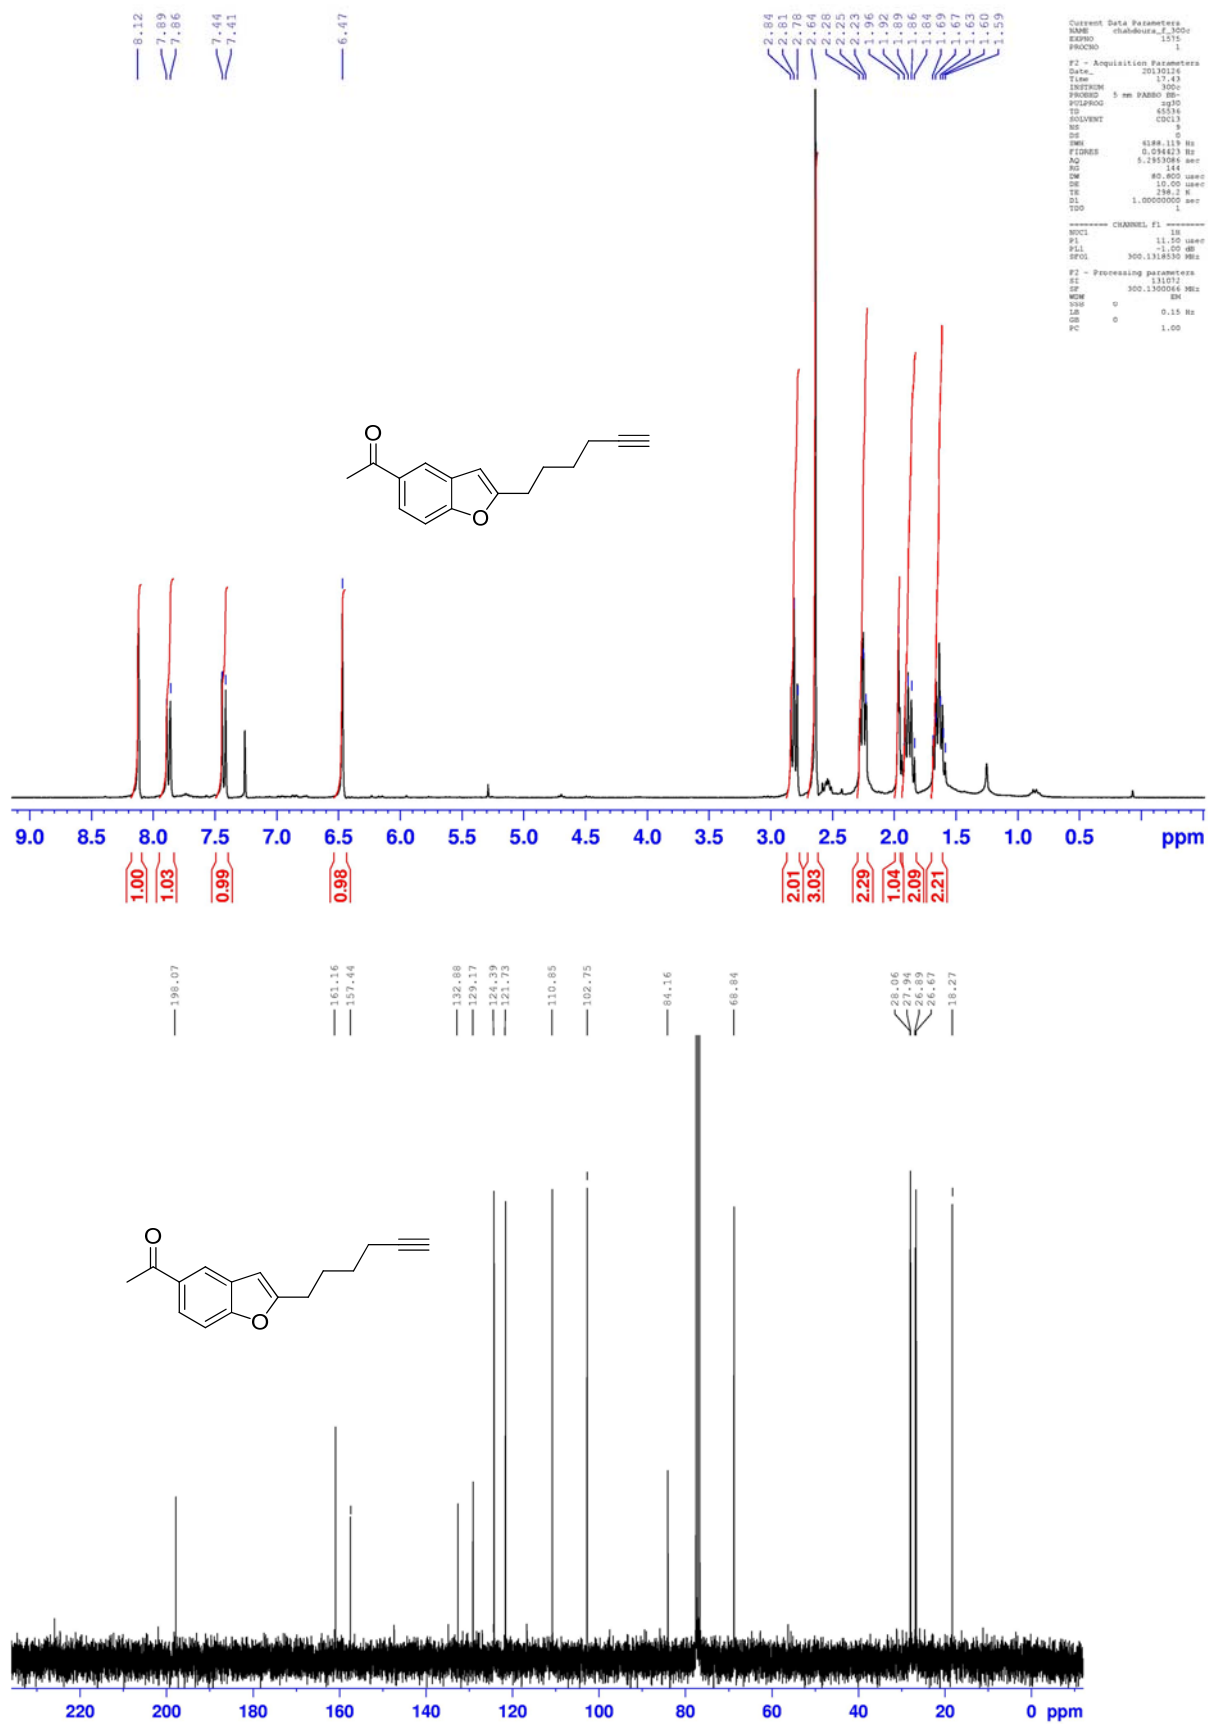 8.12
7.89
7.86
7.44
7.41
6.47
2.84
2.81
2.78
2.64
2.28
2.25
2.23
1.96
1.92
1.89
1.86
1.84
1.69
1.67
1.63
1.60
1.59
Current Data Parameters
NAME chabdoura_f_300c
EXPNO 1575
PROCNO 1
F2 - Acquisition Parameters
Date_ 20130126
Time 17.43
INSTRUM 300c
PROBHD 5 mm PABBO BB-
PULPROG zg30
TD 65536
SOLVENT CDCl3
NS 9
DS 0
SWH 6188.119 Hz
FIDRES 0.094423 Hz
AQ 5.2953086 sec
RG 144
DW 80.800 usec
DE 10.00 usec
TE 298.2 K
D1 1.00000000 sec
TD0 1
======== CHANNEL f1 ========
NUC1 1H
P1 11.50 usec
PL1 -1.00 dB
SFO1 300.1318530 MHz
F2 - Processing parameters
SI 131072
SF 300.1300066 MHz
WDW EM
SSB 0
LB 0.15 Hz
GB 0
PC 1.00
O
O
9.0 8.5 8.0 7.5 7.0 6.5 6.0 5.5 5.0 4.5 4.0 3.5 3.0 2.5 2.0 1.5 1.0 0.5 ppm
1.00
1.03
0.99
0.98
2.01
3.03
2.29
1.04
2.09
2.21
198.07
161.16
157.44
132.88
129.17
124.39
121.73
110.85
102.75
84.16
68.84
28.06
27.94
26.89
26.67
18.27
O
O
220 200 180 160 140 120 100 80 60 40 20 0 ppm